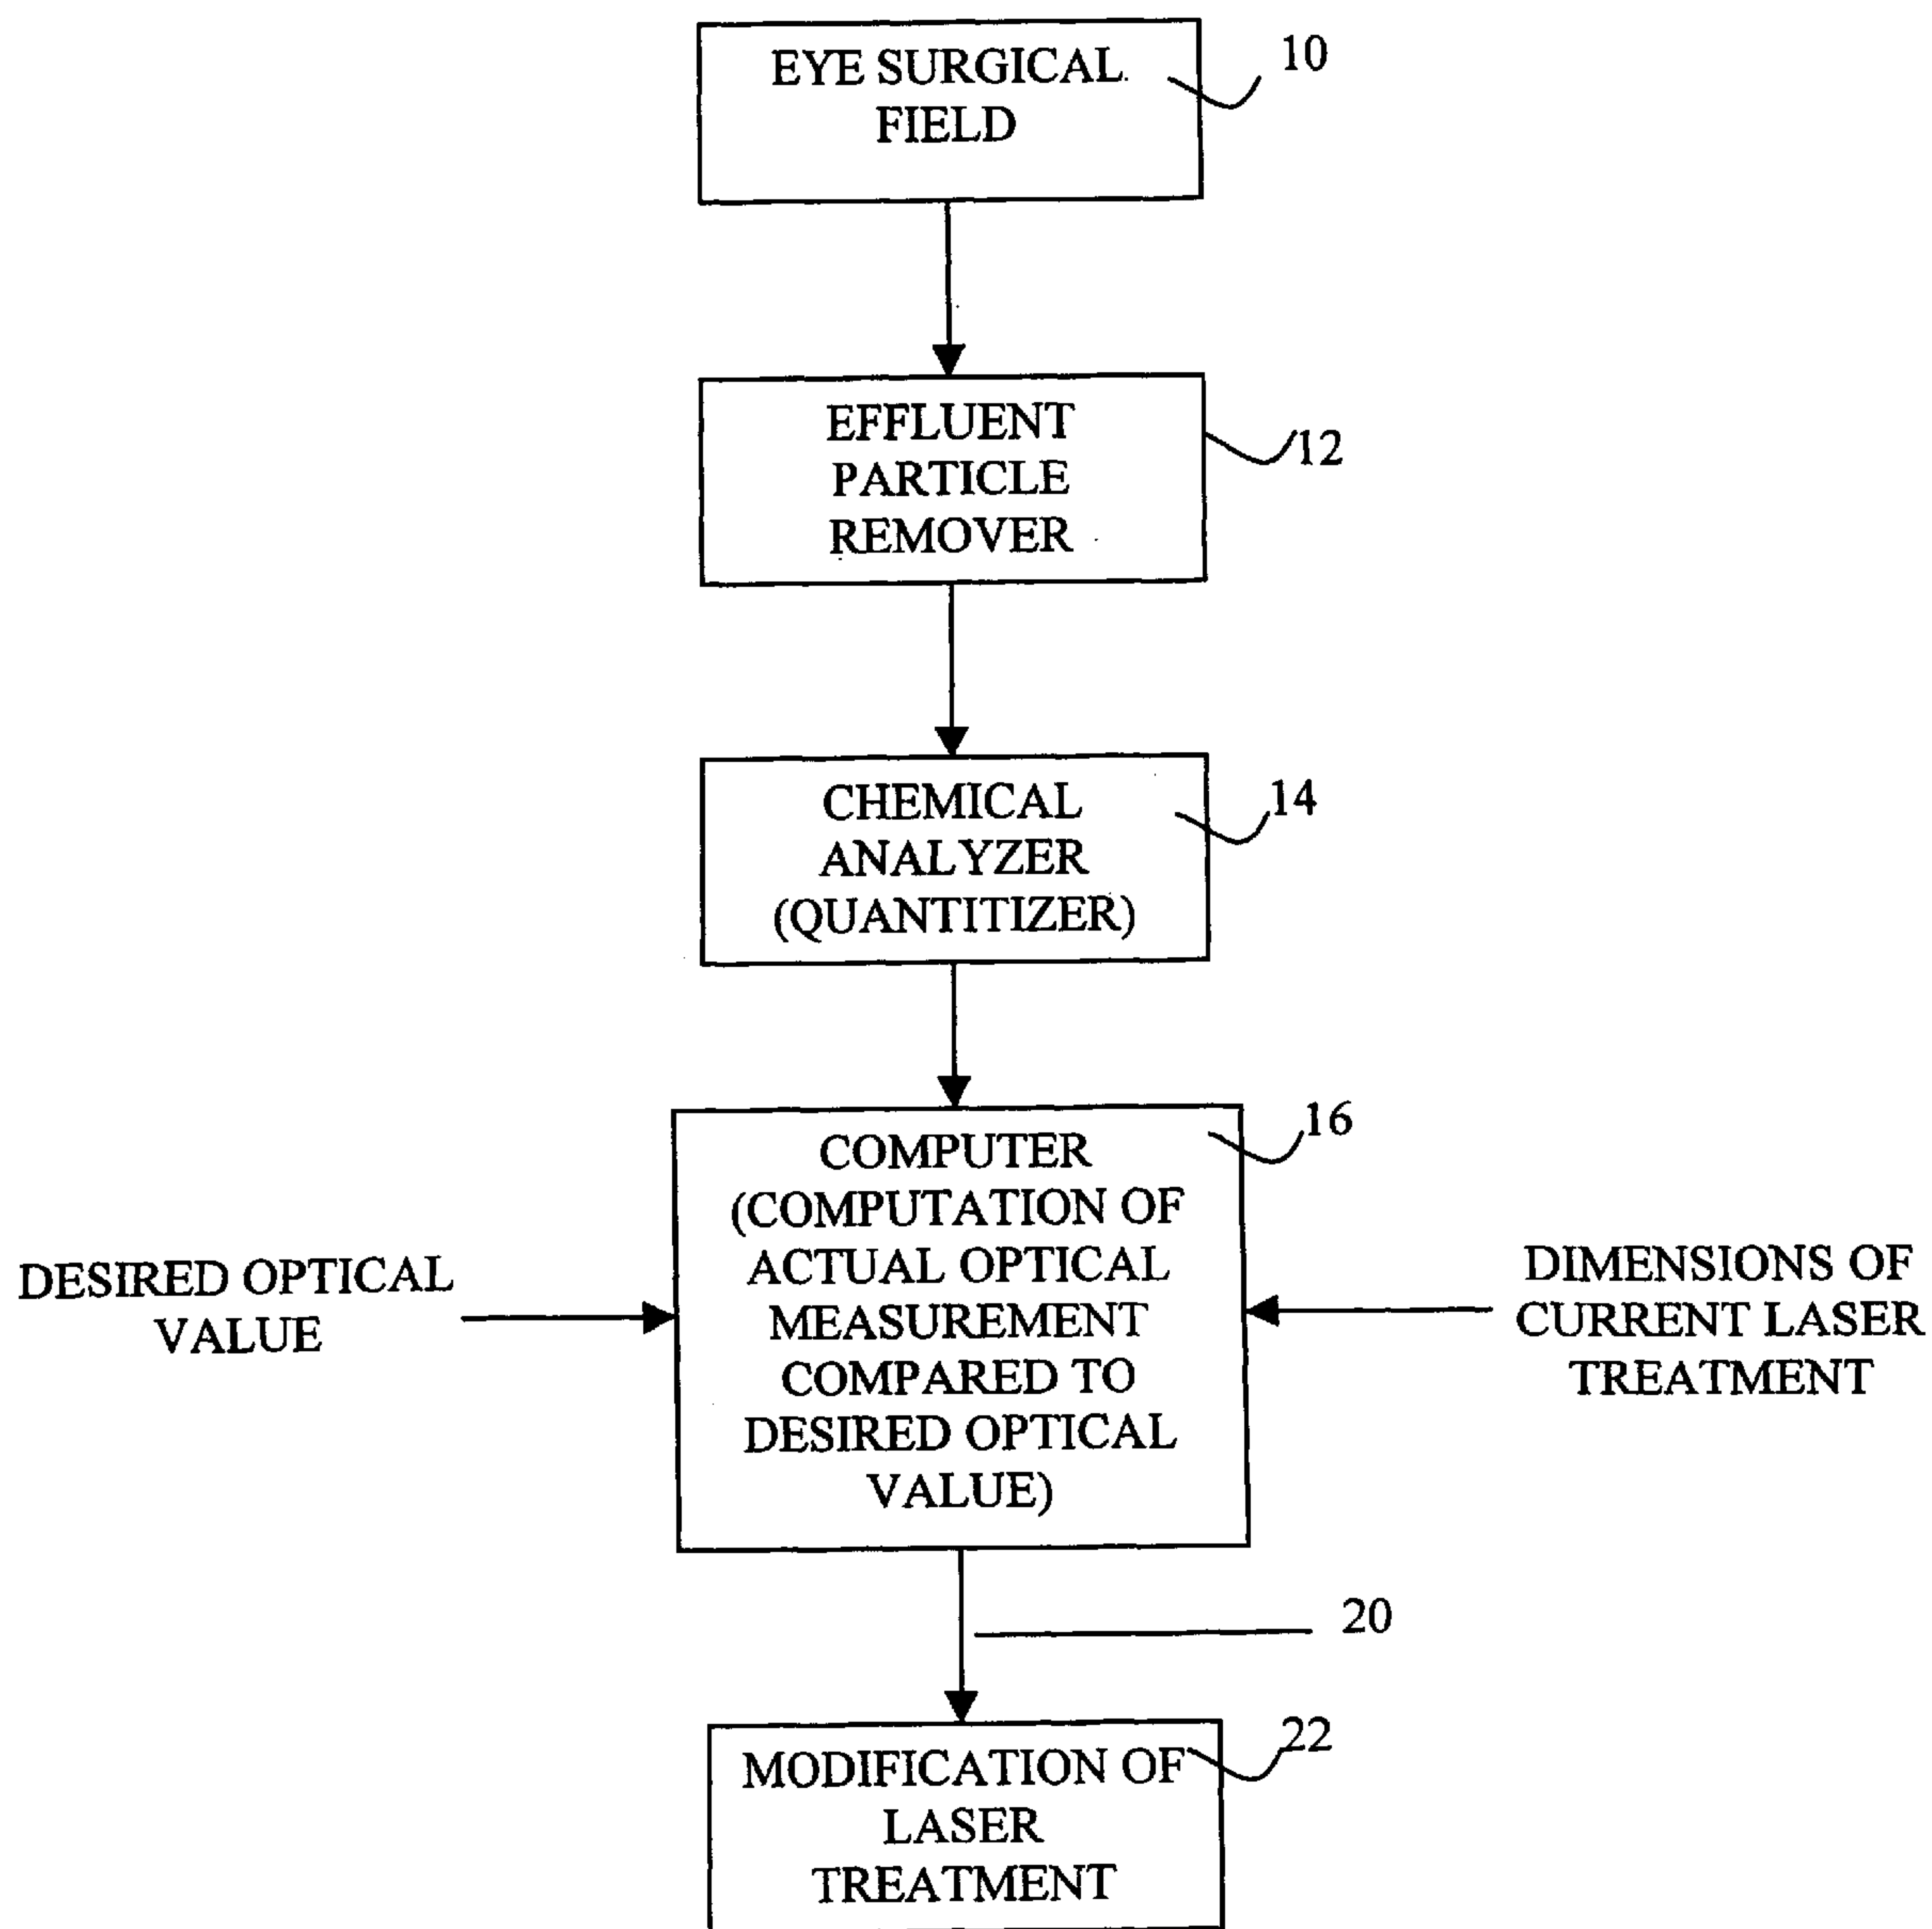 EYE SURGICAL
FIELD
10
EFFLUENT
PARTICLE
REMOVER
12
CHEMICAL
ANALYZER
(QUANTITIZER)
14
COMPUTER
(COMPUTATION OF
ACTUAL OPTICAL
MEASUREMENT
COMPARED TO
DESIRED OPTICAL
VALUE)
16
DESIRED OPTICAL
VALUE
DIMENSIONS OF
CURRENT LASER
TREATMENT
20
MODIFICATION OF
LASER
TREATMENT
22